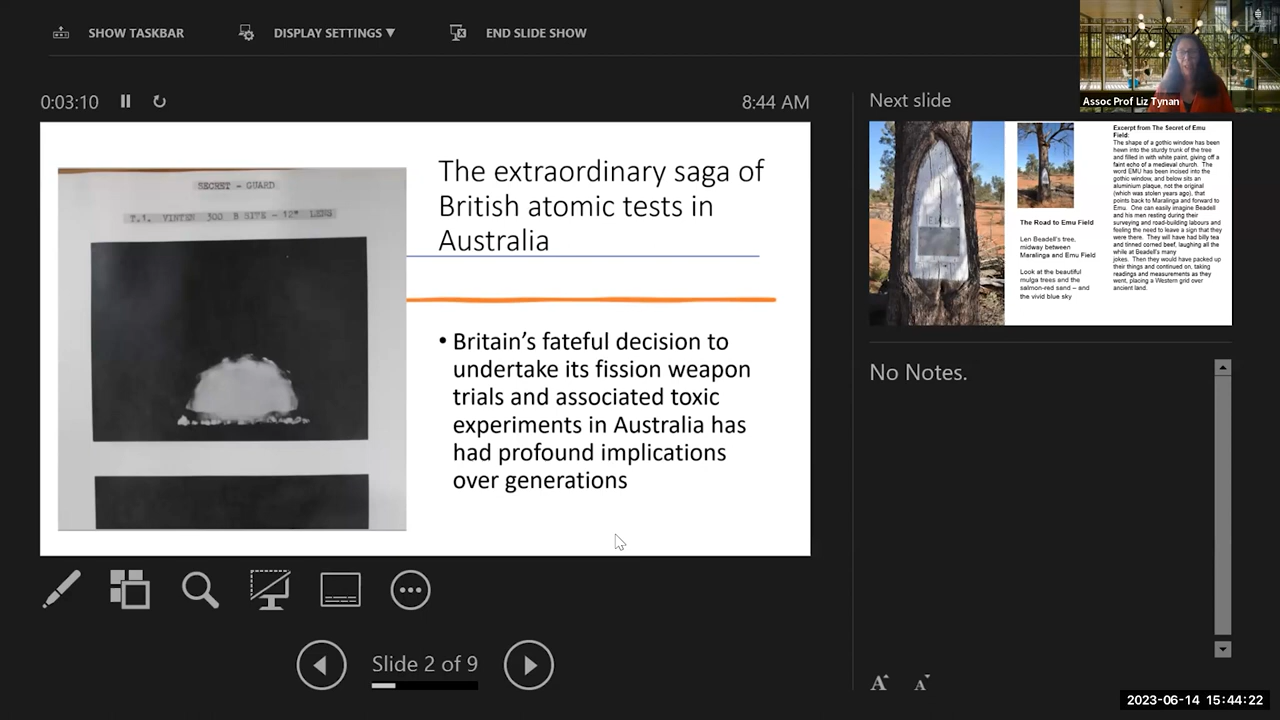 SHOW TASKBAR
DISPLAY SETTINGS ▼
END SLIDE SHOW
Assoc Prof Liz Tynan
0:03:10
8:44 AM
Next slide
SECRET - GUARD
T.1. VINTEN 300 B SITE - 12" LENS
The extraordinary saga of
British atomic tests in
Australia
• Britain’s fateful decision to
undertake its fission weapon
trials and associated toxic
experiments in Australia has
had profound implications
over generations
The Road to Emu Field
Len Beadell's tree,
midway between
Maralinga and Emu Field
Look at the beautiful
mulga trees and the
salmon-red sand – and
the vivid blue sky
Excerpt from The Secret of Emu
Field:
The shape of a gothic window has been
hewn into the sturdy trunk of the tree
and filled in with white paint, giving off a
faint echo of a medieval church. The
word EMU has been incised into the
gothic window, and below sits an
aluminium plaque, not the original
(which was stolen years ago), that
points back to Maralinga and forward to
Emu. One can easily imagine Beadell
and his men resting during their
surveying and road-building labours and
feeling the need to leave a sign that they
were there. They will have had billy tea
and tinned corned beef, laughing all the
while at Beadell's many
jokes. Then they would have packed up
their things and continued on, taking
readings and measurements as they
went, placing a Western grid over
ancient land.
No Notes.
Slide 2 of 9
A A
2023-06-14 15:44:22